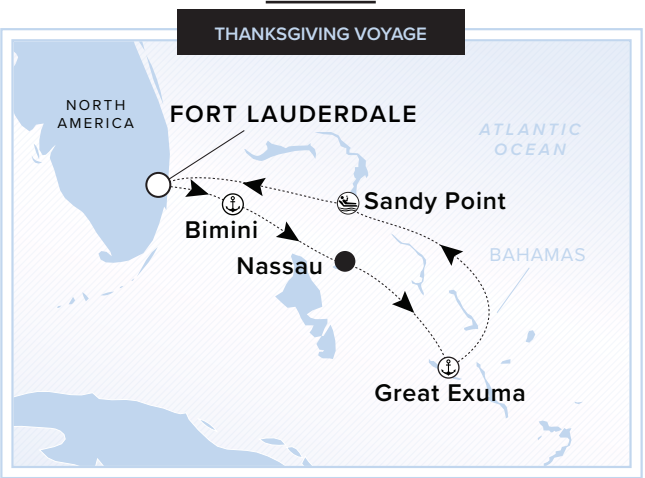 THANKSGIVING VOYAGE
NORTH
AMERICA
FORT LAUDERDALE
ATLANTIC
OCEAN
Sandy Point
Bimini
BAHAMAS
Nassau
Great Exuma